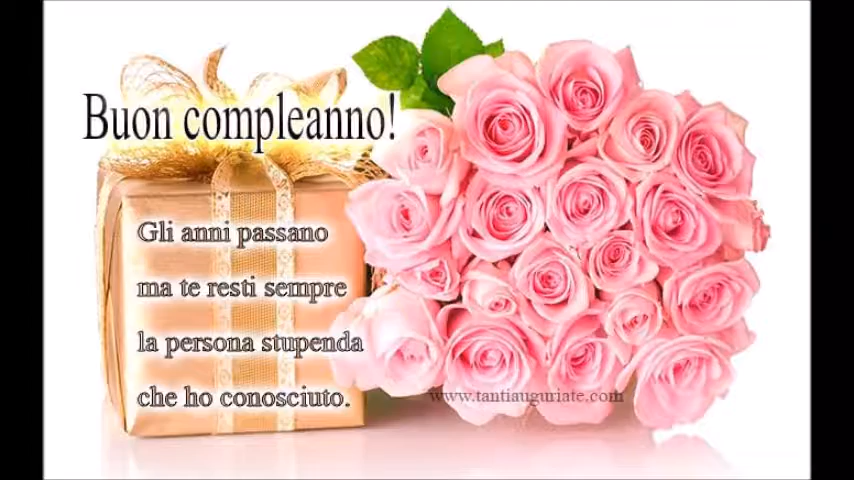 Buon compleanno!
Gli anni passano
ma te resti sempre
la persona stupenda
che ho conosciuto.
www.tantiauguriate.com